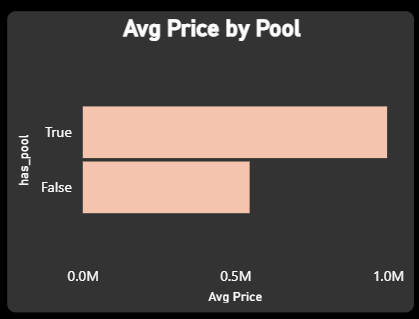 Avg Price by Pool
has_pool
True
False
0.0M 0.5M 1.0M
Avg Price